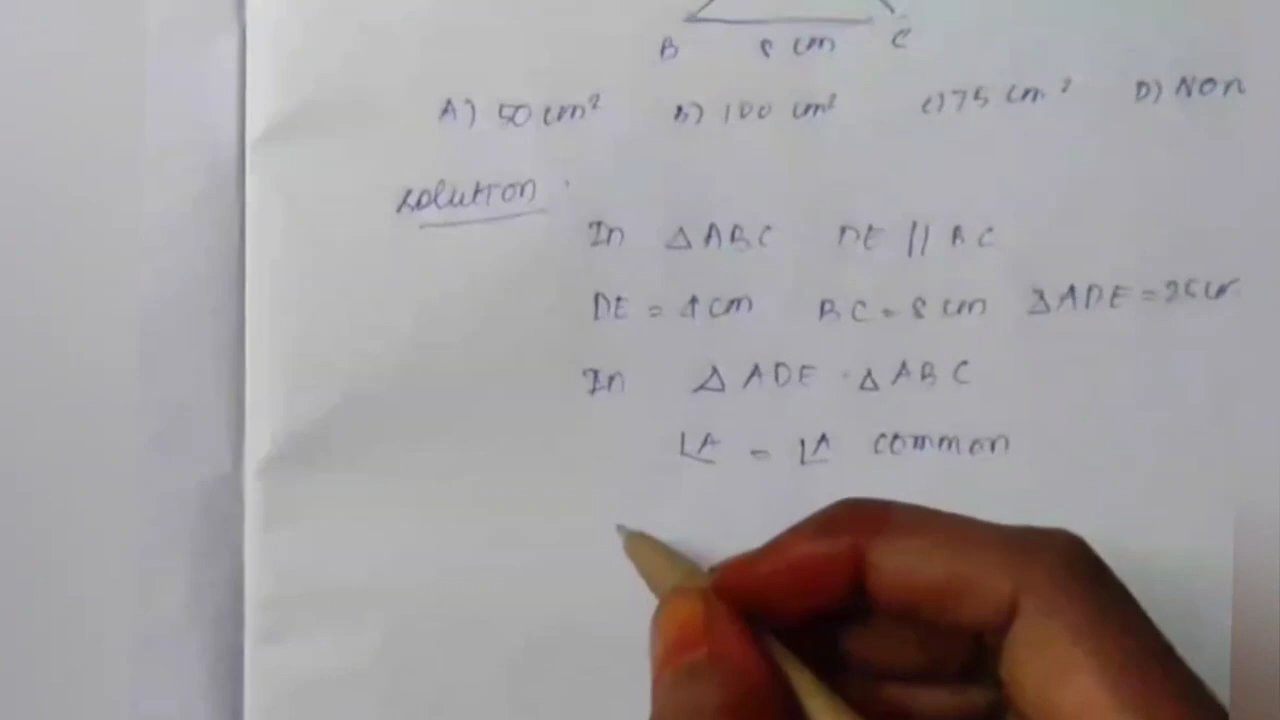 B 8 cm C
A) 50 cm² B) 100 cm² C) 75 cm² D) NON
Solution
In △ ABC DE // BC
DE = 4 cm BC = 8 cm △ ADE = 25 cm
In △ ADE △ ABC
∠A = ∠A common